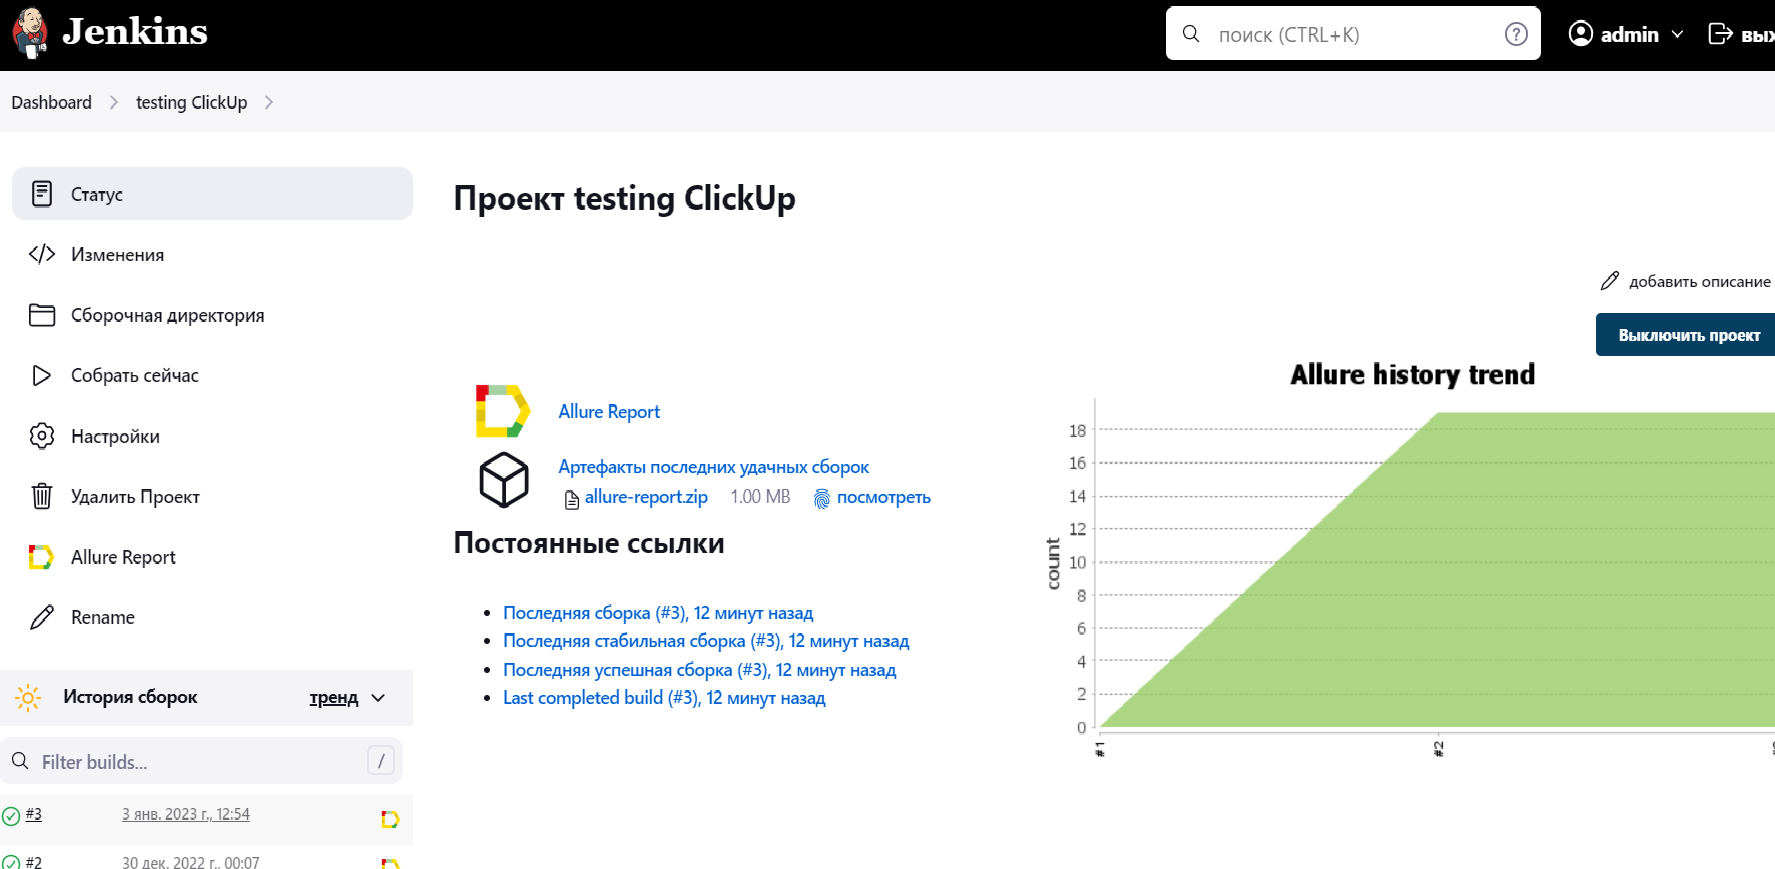 Jenkins
поиск (CTRL+K)
?
admin
Dashboard
testing ClickUp
Статус
Изменения
Сборочная директория
Собрать сейчас
Настройки
Удалить Проект
Allure Report
Rename
История сборок
тренд
Filter builds...
/
#3
3 янв. 2023 г., 12:54
#2
30 дек. 2022 г., 00:07
Проект testing ClickUp
добавить описание
Выключить проект
Allure Report
Артефакты последних удачных сборок
allure-report.zip 1.00 MB посмотреть
Постоянные ссылки
Последняя сборка (#3), 12 минут назад
Последняя стабильная сборка (#3), 12 минут назад
Последняя успешная сборка (#3), 12 минут назад
Last completed build (#3), 12 минут назад
Allure history trend
count
18
16
14
12
10
8
6
4
2
0
#1
#2